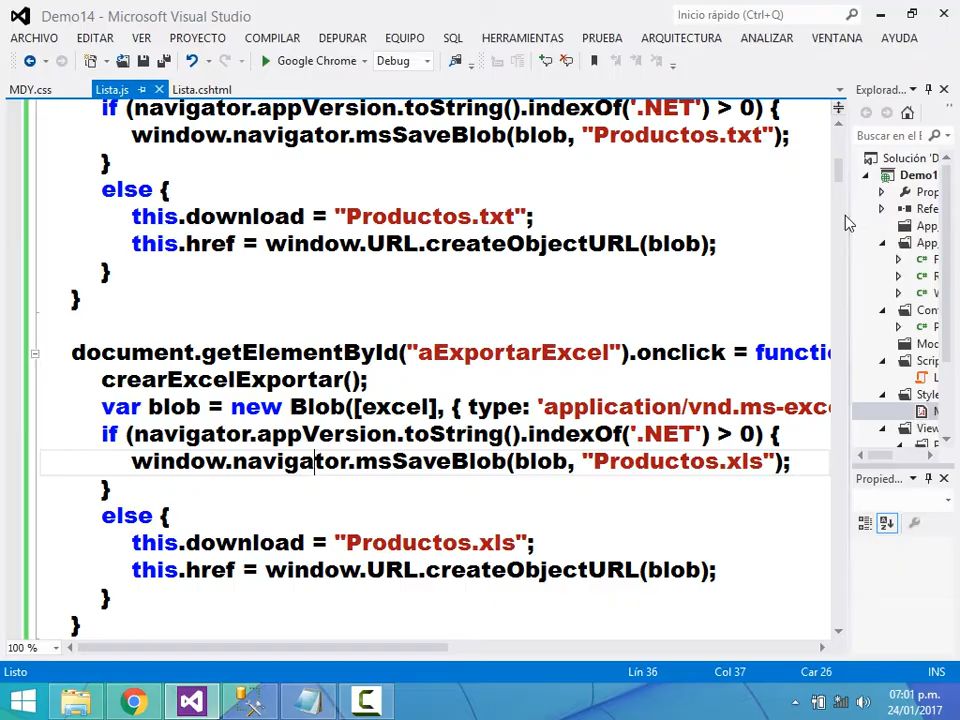 Demo14 - Microsoft Visual Studio
Inicio rápido (Ctrl+Q)
ARCHIVO EDITAR VER PROYECTO COMPILAR DEPURAR EQUIPO SQL HERRAMIENTAS PRUEBA ARQUITECTURA ANALIZAR VENTANA AYUDA
Google Chrome Debug
MDY.css Lista.js Lista.cshtml
Explorad...
if (navigator.appVersion.toString().indexOf('.NET') > 0) {
window.navigator.msSaveBlob(blob, "Productos.txt");
}
else {
this.download = "Productos.txt";
this.href = window.URL.createObjectURL(blob);
}
}
document.getElementById("aExportarExcel").onclick = functio
crearExcelExportar();
var blob = new Blob([excel], { type: 'application/vnd.ms-exce
if (navigator.appVersion.toString().indexOf('.NET') > 0) {
window.navigator.msSaveBlob(blob, "Productos.xls");
}
else {
this.download = "Productos.xls";
this.href = window.URL.createObjectURL(blob);
}
}
Buscar en el E
Solución 'D
Demo1
Prop
Refe
App_
App_
F
R
V
Con
F
Mod
Scrip
L
Style
M
View
Propied...
100 %
Listo
Lín 36
Col 37
Car 26
INS
07:01 p.m.
24/01/2017